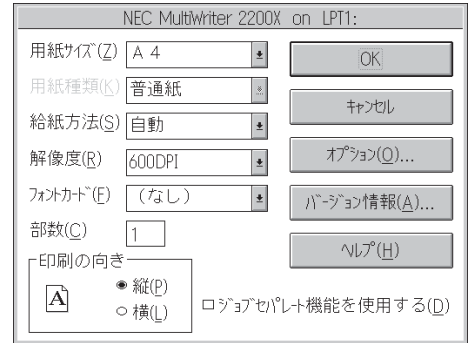 NEC MultiWriter 2200X on LPT1:
用紙サイズ(Z) A 4
用紙種類(K) 普通紙
給紙方法(S) 自動
解像度(R) 600DPI
フォントカード(F) (なし)
部数(C) 1
印刷の向き
A
縦(P)
横(L)
OK
キャンセル
オプション(O)...
バージョン情報(A)...
ヘルプ(H)
ジョブセパレート機能を使用する(D)